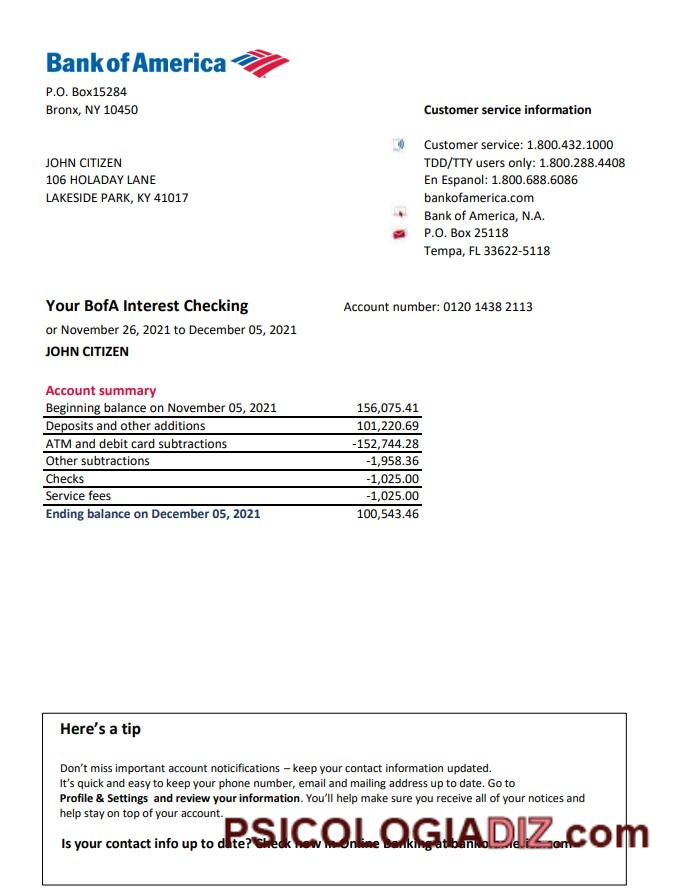 Bank of America
P.O. Box15284
Bronx, NY 10450
Customer service information
Customer service: 1.800.432.1000
JOHN CITIZEN
TDD/TTY users only: 1.800.288.4408
106 HOLADAY LANE
En Espanol: 1.800.688.6086
LAKESIDE PARK, KY 41017
bankofamerica.com
Bank of America, N.A.
P.O. Box 25118
Tempa, FL 33622-5118
Your BofA Interest Checking
Account number: 0120 1438 2113
or November 26, 2021 to December 05, 2021
JOHN CITIZEN
Account summary
Beginning balance on November 05, 2021 156,075.41
Deposits and other additions 101,220.69
ATM and debit card subtractions -152,744.28
Other subtractions -1,958.36
Checks -1,025.00
Service fees -1,025.00
Ending balance on December 05, 2021 100,543.46
Here's a tip
Don't miss important account noticifications – keep your contact information updated.
It's quick and easy to keep your phone number, email and mailing address up to date. Go to
Profile & Settings  and review your information. You'll help make sure you receive all of your notices and
help stay on top of your account.
PSICOLOGIADIZ.com
Is your contact info up to date? Check now in Online Banking at